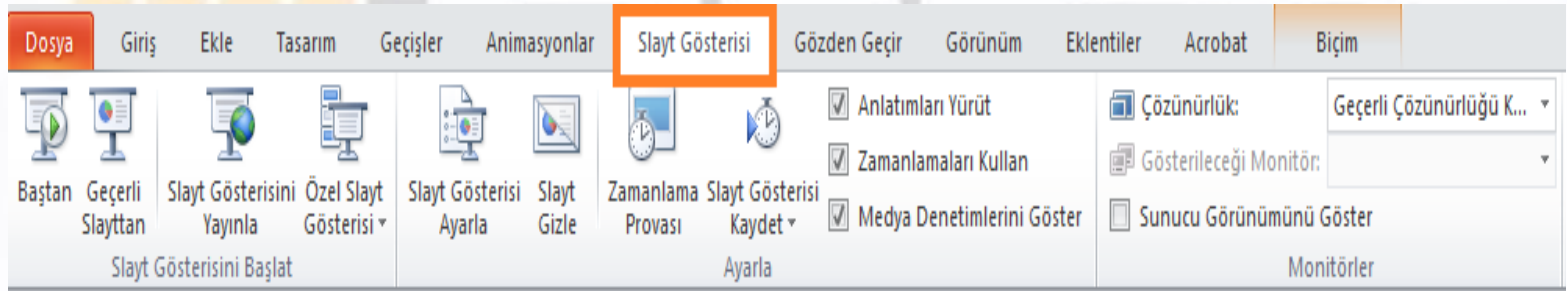 Dosya Giriş Ekle Tasarım Geçişler Animasyonlar Slayt Gösterisi Gözden Geçir Görünüm Eklentiler Acrobat Biçim
Baştan
Geçerli
Slayttan
Slayt Gösterisini
Yayınla
Özel Slayt
Gösterisi
Slayt Gösterisini Başlat
Slayt Gösterisi
Ayarla
Slayt
Gizle
Zamanlama
Provası
Slayt Gösterisi
Kaydet
Anlatımları Yürüt
Zamanlamaları Kullan
Medya Denetimlerini Göster
Ayarla
Çözünürlük: Geçerli Çözünürlüğü K...
Gösterileceği Monitör:
Sunucu Görünümünü Göster
Monitörler